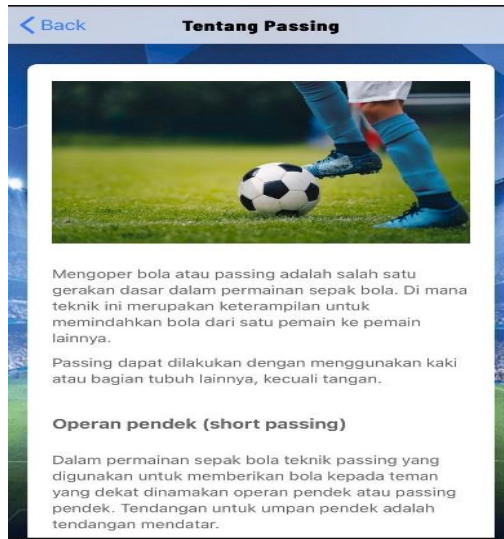 Back
Tentang Passing
Mengoper bola atau passing adalah salah satu
gerakan dasar dalam permainan sepak bola. Di mana
teknik ini merupakan keterampilan untuk
memindahkan bola dari satu pemain ke pemain
lainnya.
Passing dapat dilakukan dengan menggunakan kaki
atau bagian tubuh lainnya, kecuali tangan.
Operan pendek (short passing)
Dalam permainan sepak bola teknik passing yang
digunakan untuk memberikan bola kepada teman
yang dekat dinamakan operan pendek atau passing
pendek. Tendangan untuk umpan pendek adalah
tendangan mendatar.